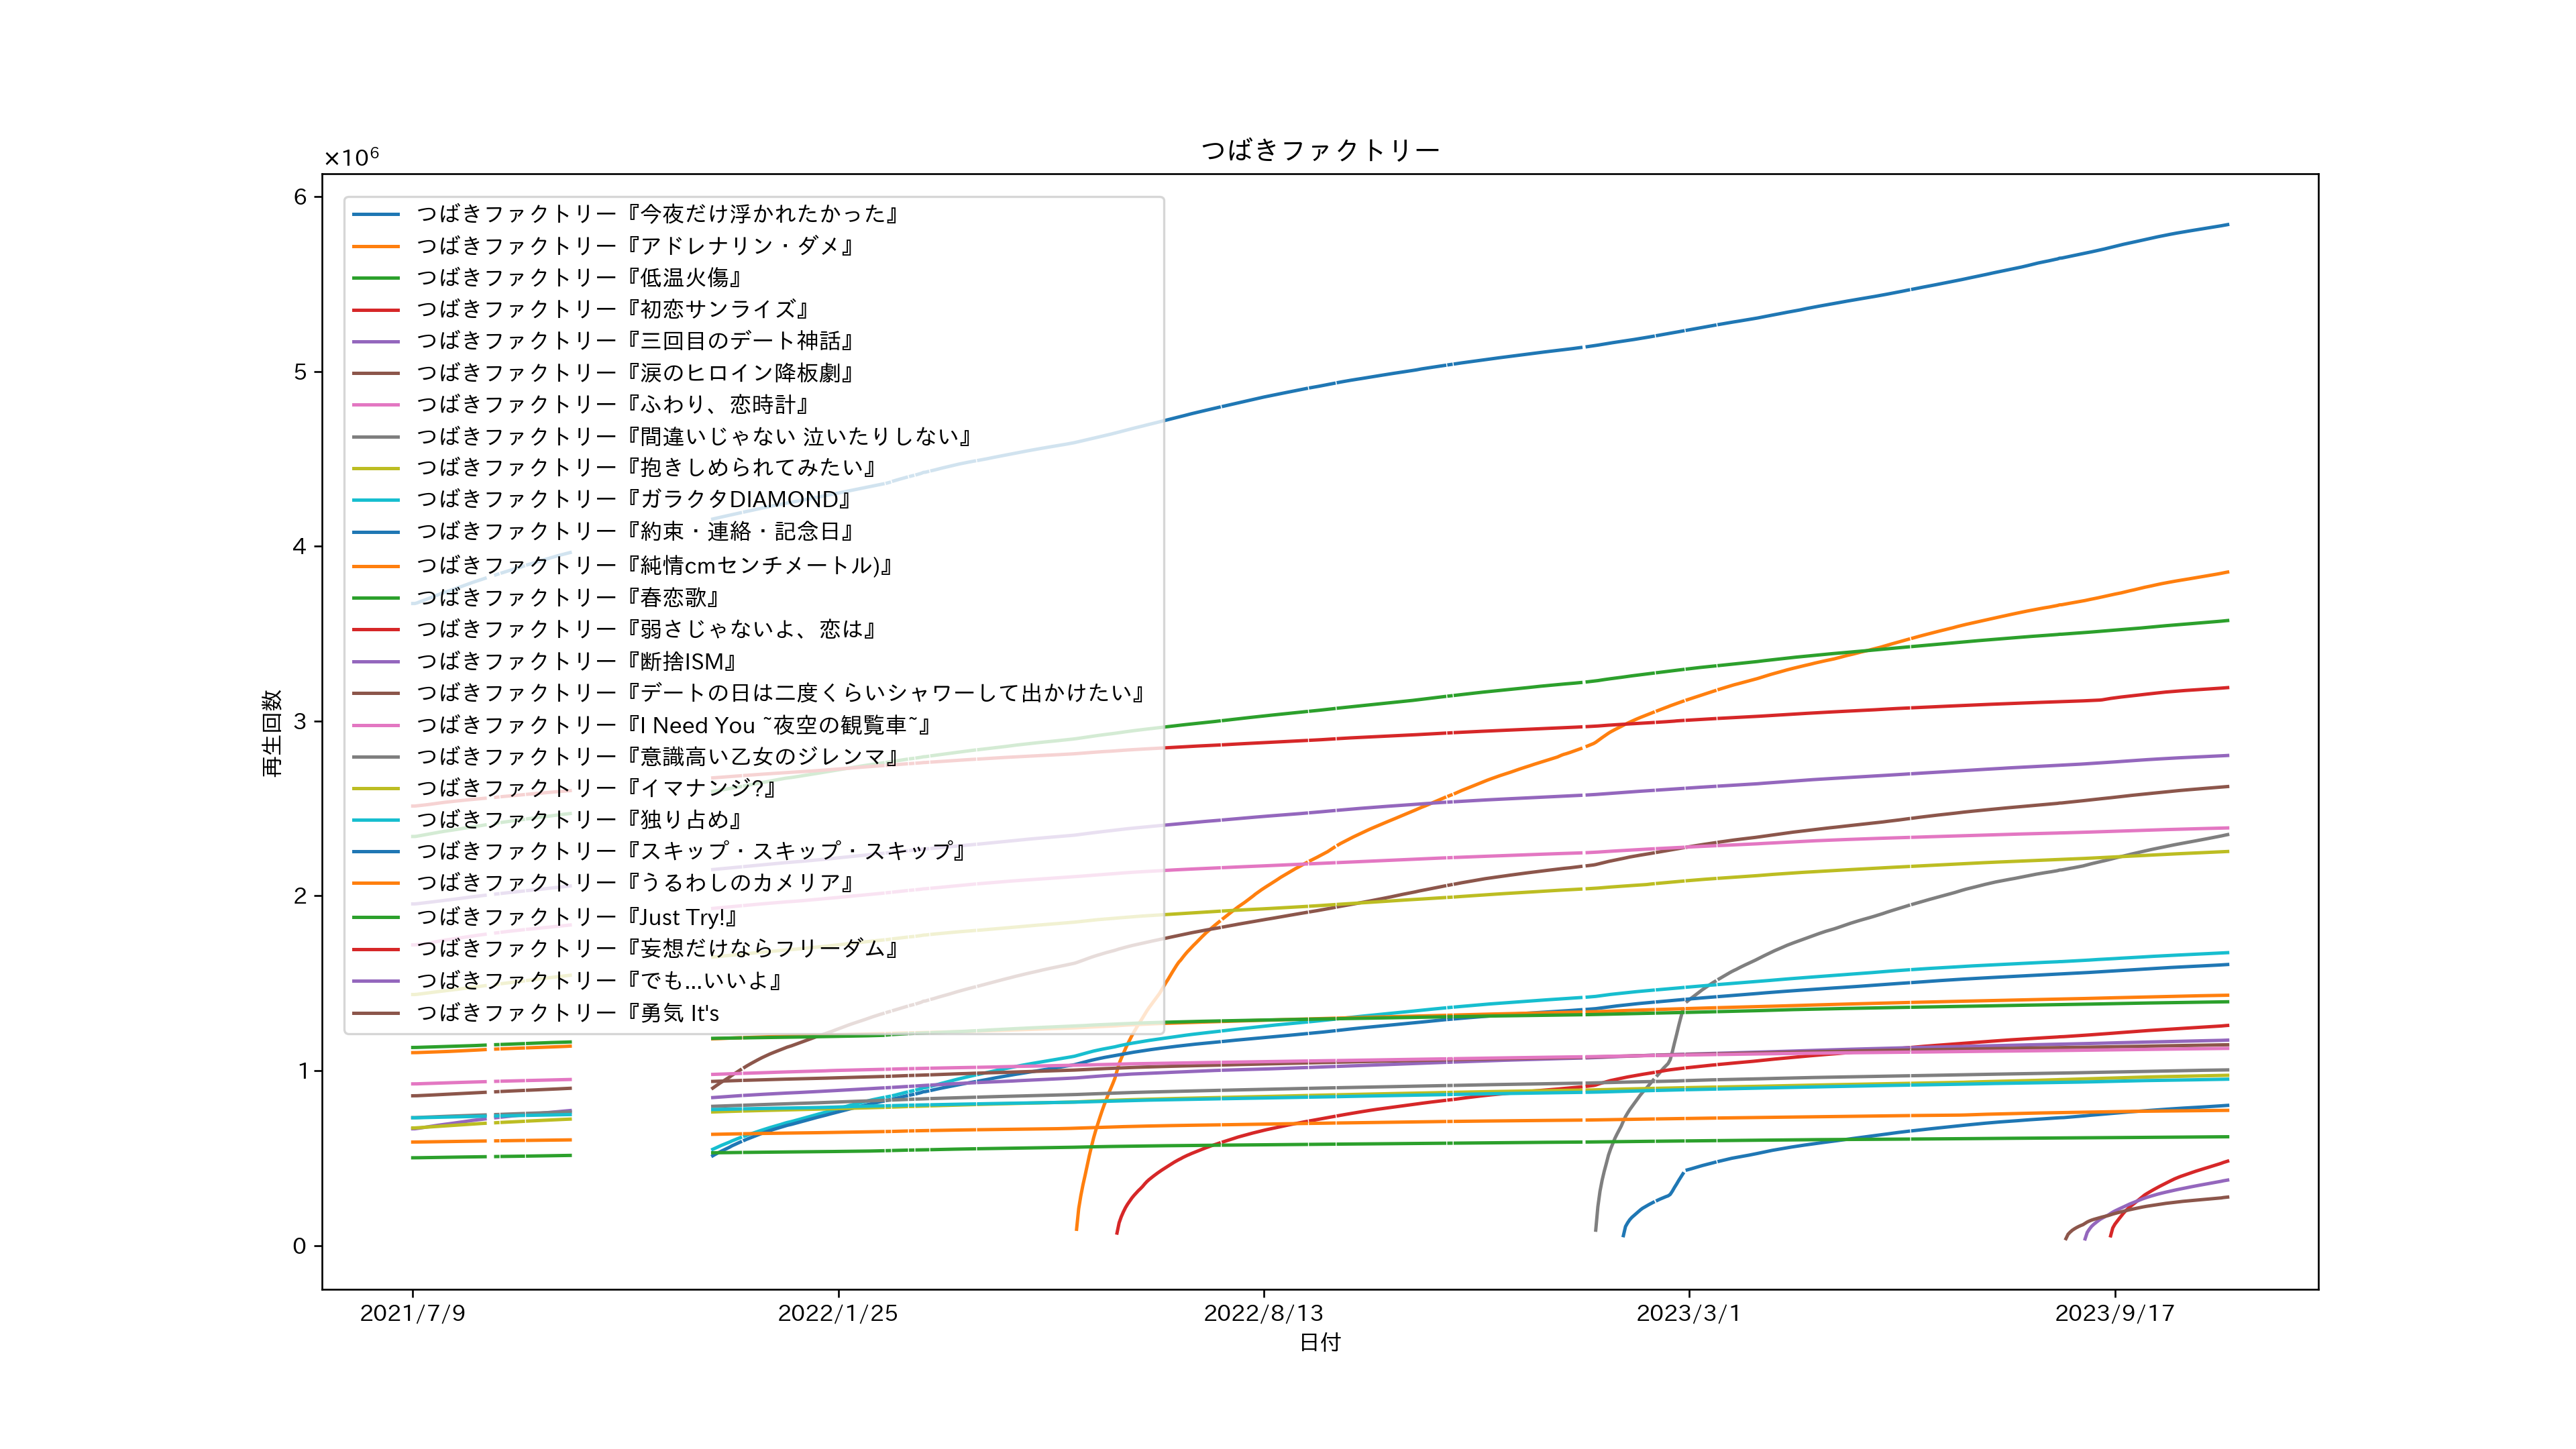 つばきファクトリー
×10⁶
6
5
4
3
2
1
0
再生回数
つばきファクトリー『今夜だけ浮かれたかった』
つばきファクトリー『アドレナリン・ダメ』
つばきファクトリー『低温火傷』
つばきファクトリー『初恋サンライズ』
つばきファクトリー『三回目のデート神話』
つばきファクトリー『涙のヒロイン降板劇』
つばきファクトリー『ふわり、恋時計』
つばきファクトリー『間違いじゃない 泣いたりしない』
つばきファクトリー『抱きしめられてみたい』
つばきファクトリー『ガラクタDIAMOND』
つばきファクトリー『約束・連絡・記念日』
つばきファクトリー『純情cmセンチメートル)』
つばきファクトリー『春恋歌』
つばきファクトリー『弱さじゃないよ、恋は』
つばきファクトリー『断捨ISM』
つばきファクトリー『デートの日は二度くらいシャワーして出かけたい』
つばきファクトリー『I Need You ~夜空の観覧車~』
つばきファクトリー『意識高い乙女のジレンマ』
つばきファクトリー『イマナンジ?』
つばきファクトリー『独り占め』
つばきファクトリー『スキップ・スキップ・スキップ』
つばきファクトリー『うるわしのカメリア』
つばきファクトリー『Just Try!』
つばきファクトリー『妄想だけならフリーダム』
つばきファクトリー『でも...いいよ』
つばきファクトリー『勇気 It's
2021/7/9
2022/1/25
2022/8/13
2023/3/1
2023/9/17
日付